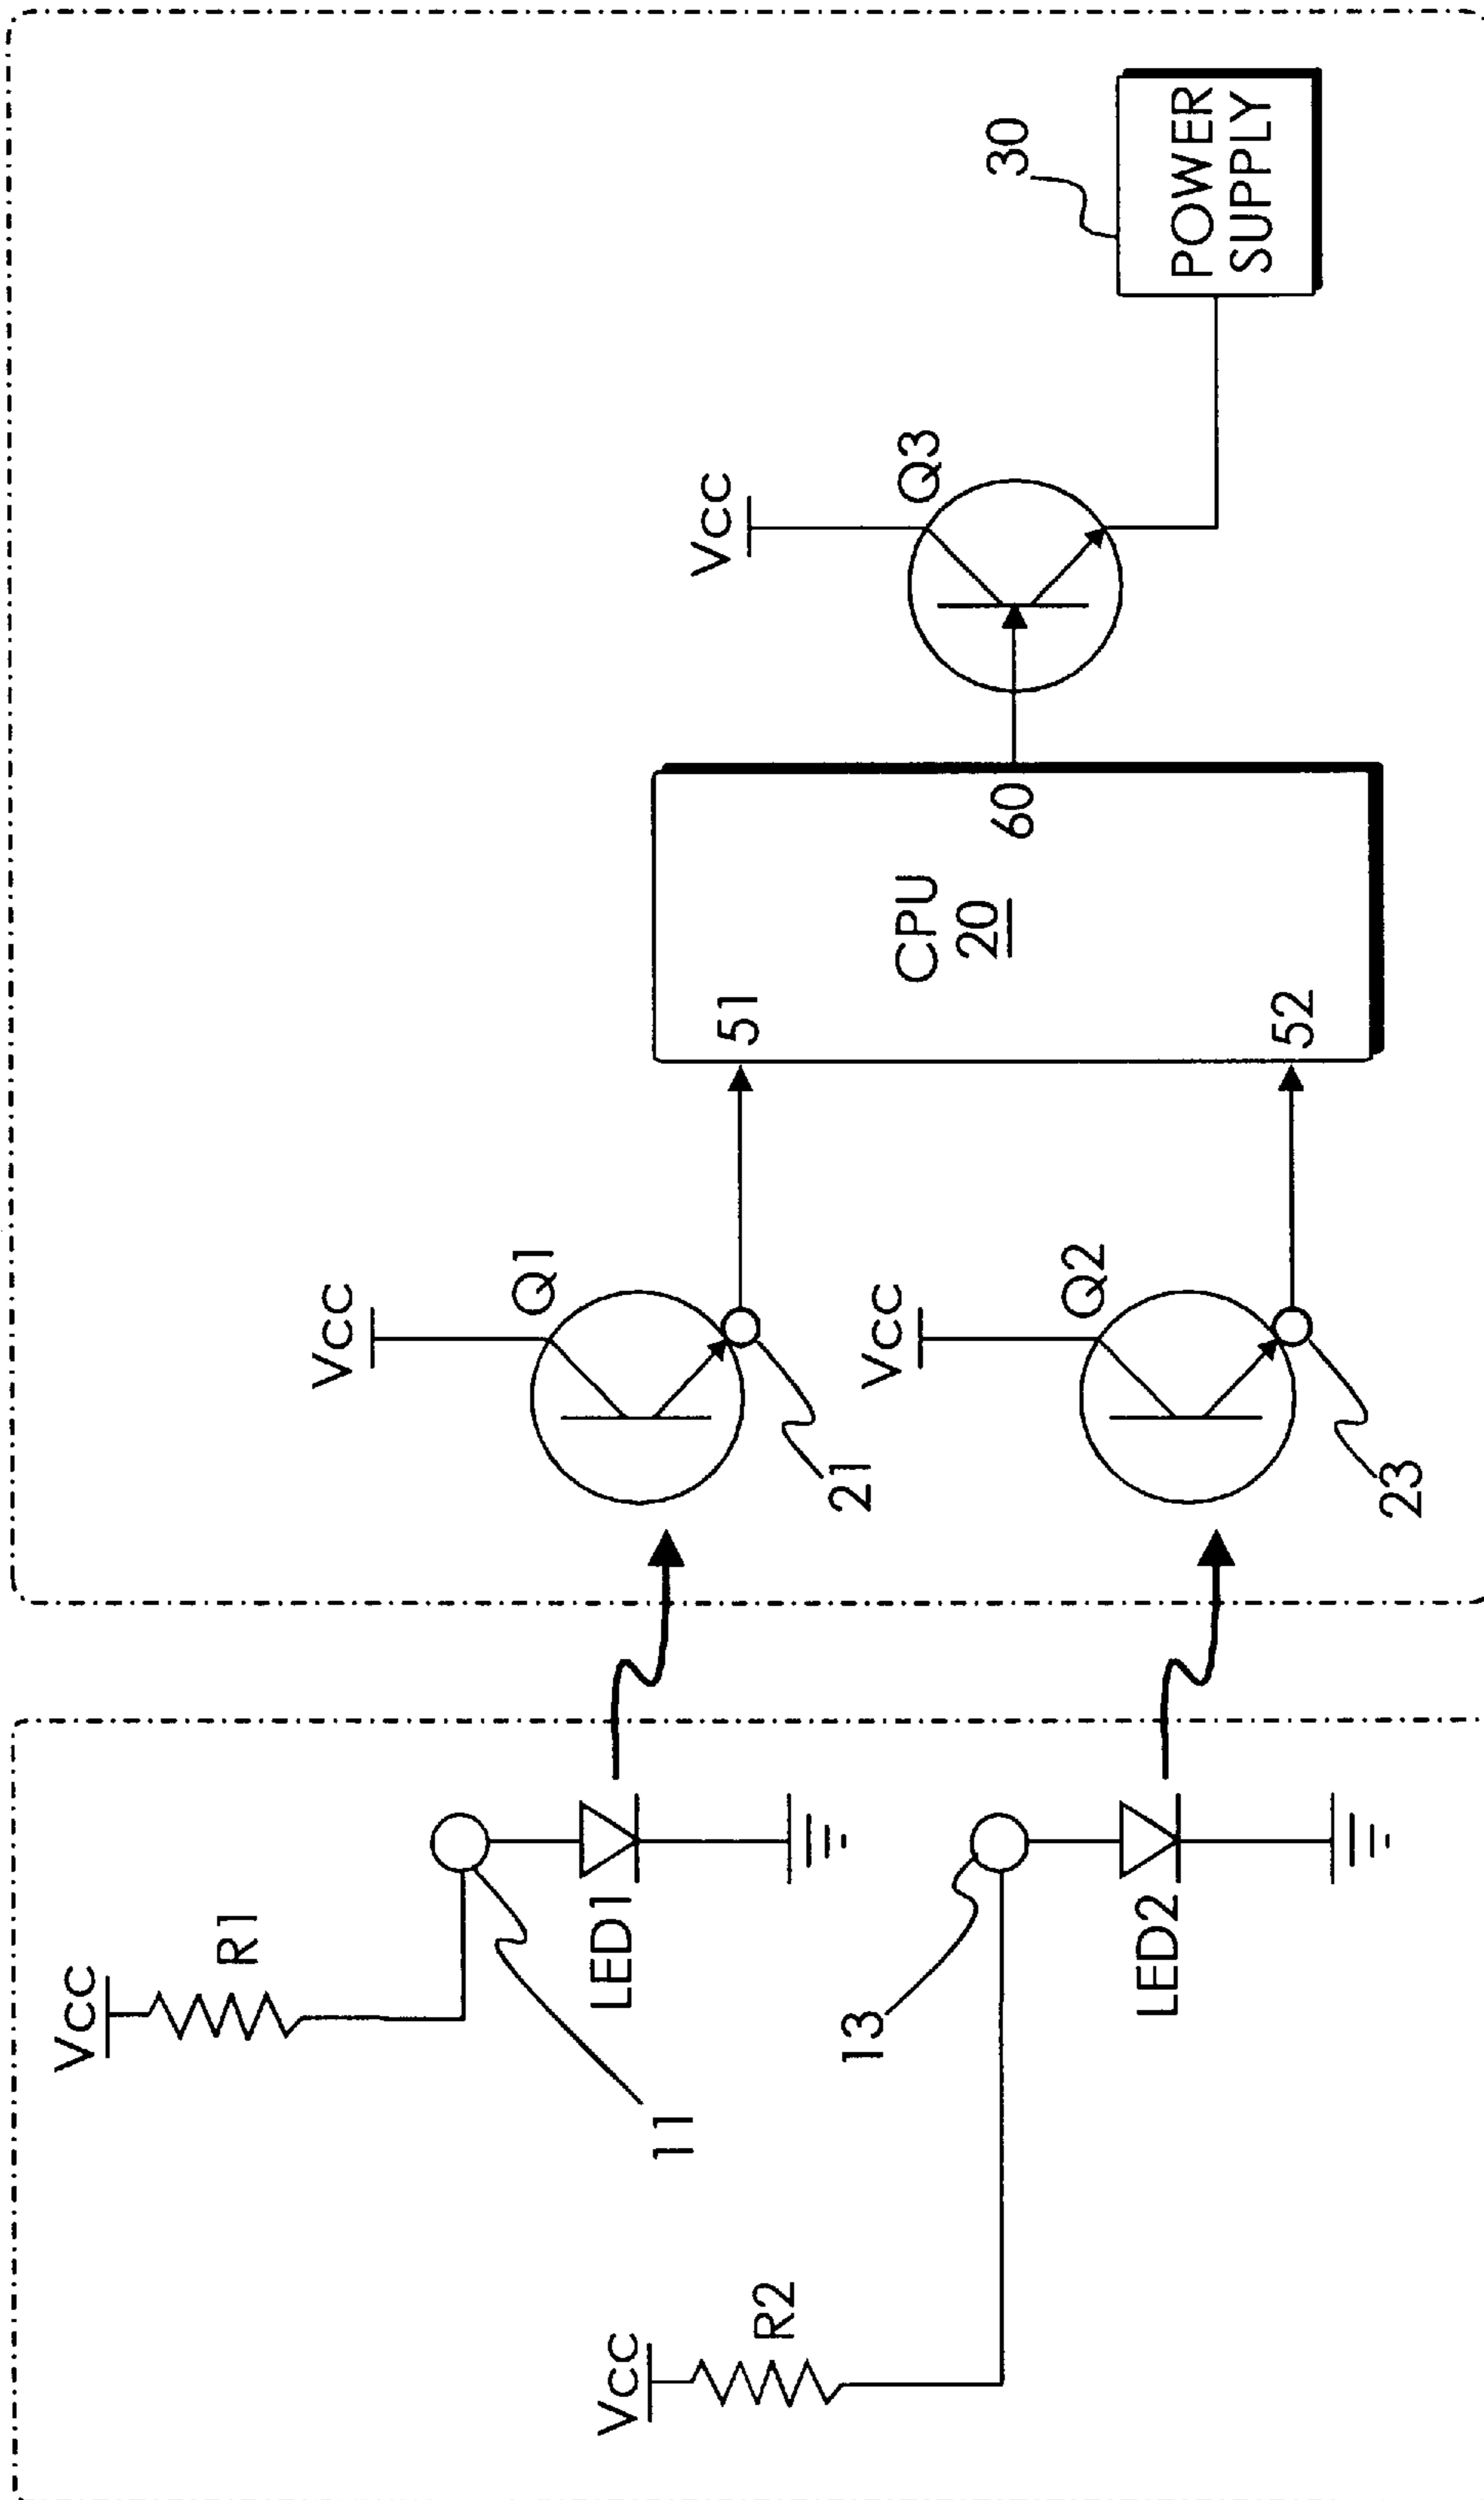 Vcc
R1
11
LED1
Vcc
R2
13
LED2
Vcc
Q1
21
Vcc
Q2
23
51
CPU
20
60
52
Vcc
Q3
30
POWER
SUPPLY